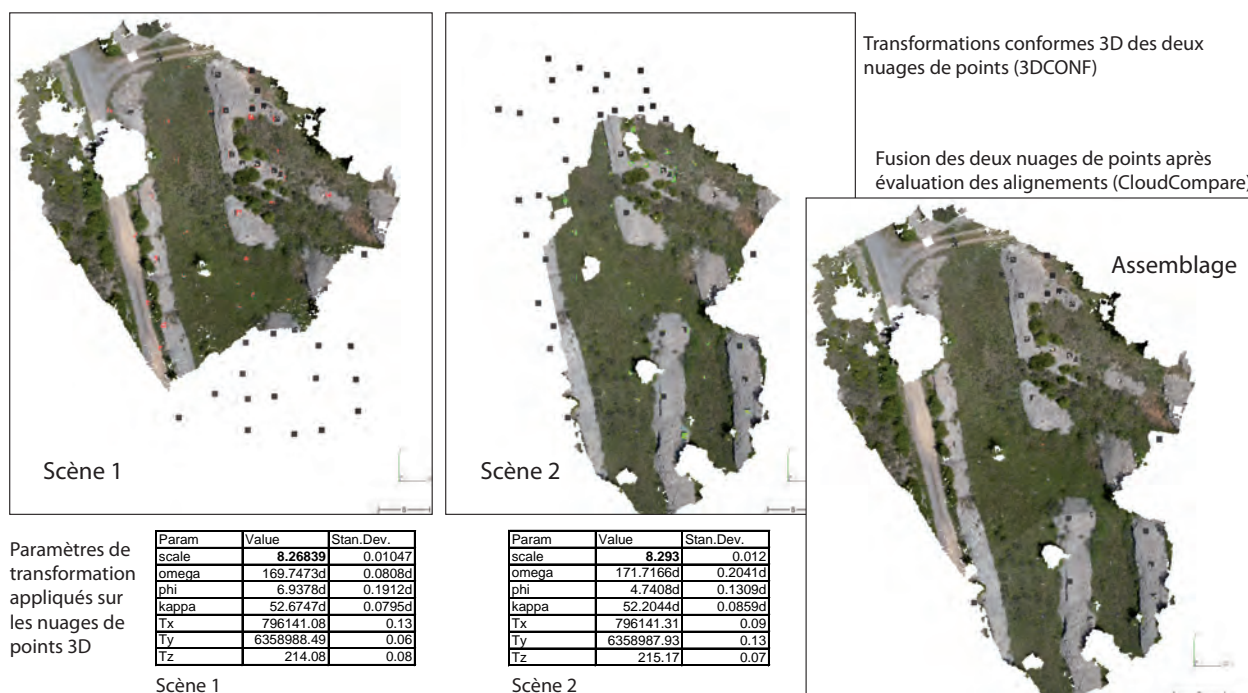 Transformations conformes 3D des deux
nuages de points (3DCONF)
Fusion des deux nuages de points après
évaluation des alignements (CloudCompare)
Assemblage
Scène 1
Scène 2
Paramètres de
transformation
appliqués sur
les nuages de
points 3D
Param Value Stan.Dev.
scale 8.26839 0.01047
omega 169.7473d 0.0808d
phi 6.9378d 0.1912d
kappa 52.6747d 0.0795d
Tx 796141.08 0.13
Ty 6358988.49 0.06
Tz 214.08 0.08
Scène 1
Param Value Stan.Dev.
scale 8.293 0.012
omega 171.7166d 0.2041d
phi 4.7408d 0.1309d
kappa 52.2044d 0.0859d
Tx 796141.31 0.09
Ty 6358987.93 0.13
Tz 215.17 0.07
Scène 2